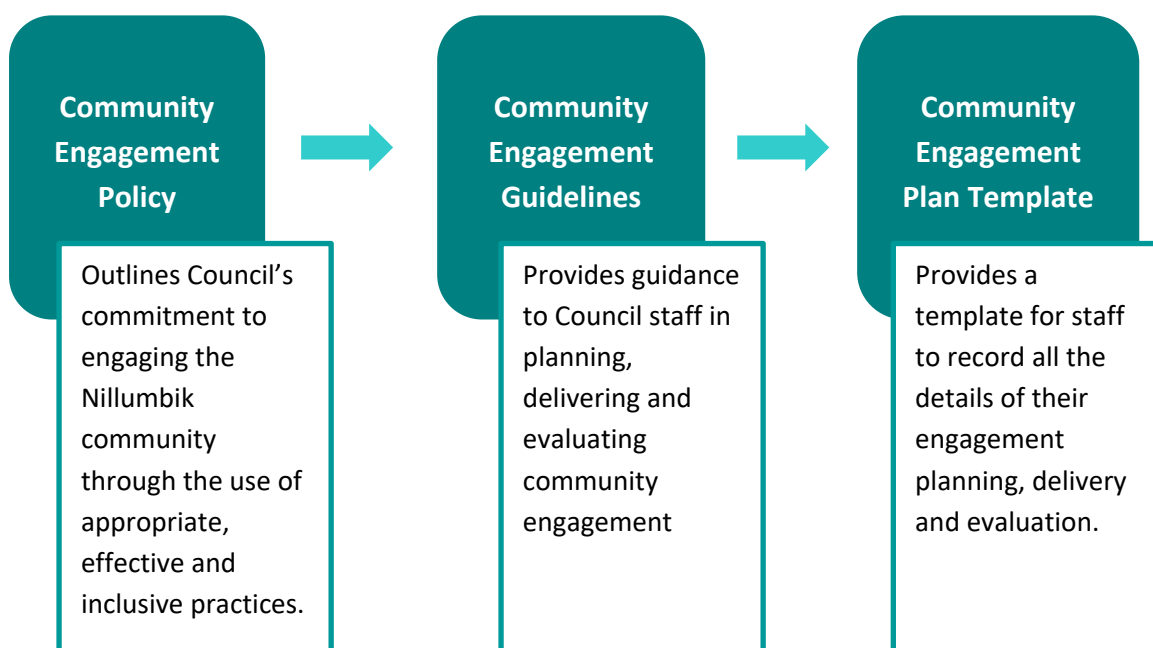 Community
Engagement
Policy
Outlines Council’s
commitment to
engaging the
Nillumbik
community
through the use of
appropriate,
effective and
inclusive practices.
Community
Engagement
Guidelines
Provides guidance
to Council staff in
planning,
delivering and
evaluating
community
engagement
Community
Engagement
Plan Template
Provides a
template for staff
to record all the
details of their
engagement
planning, delivery
and evaluation.